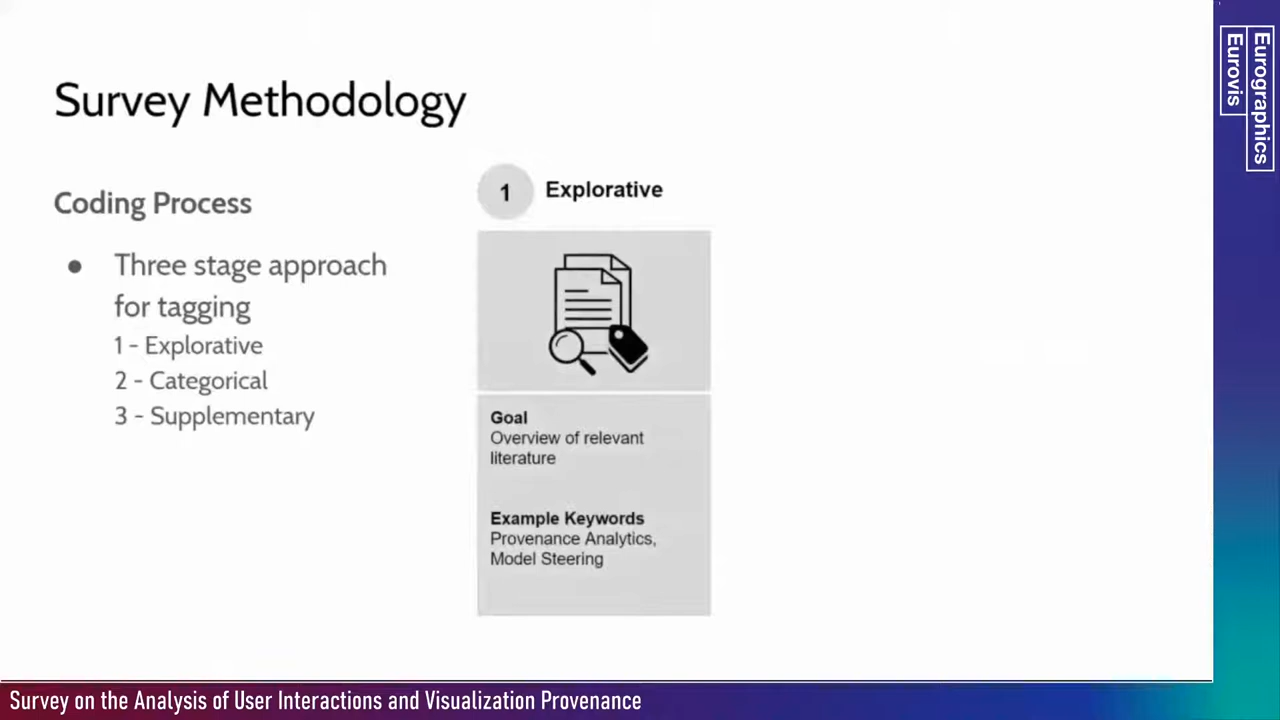 Survey Methodology
Coding Process
● Three stage approach
for tagging
1 - Explorative
2 - Categorical
3 - Supplementary
1 Explorative
Goal
Overview of relevant
literature
Example Keywords
Provenance Analytics,
Model Steering
Eurographics
Eurovis
Survey on the Analysis of User Interactions and Visualization Provenance